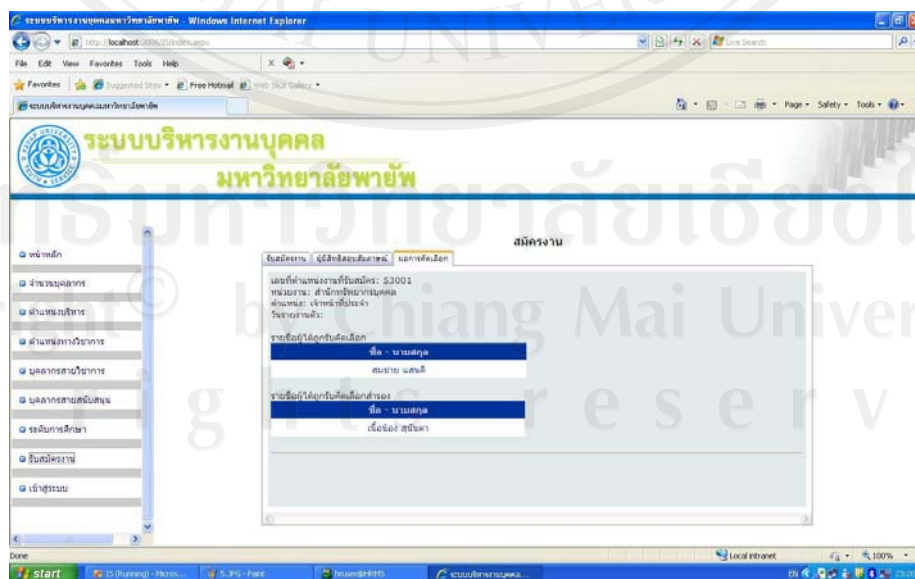 ระบบบริหารงานบุคคลมหาวิทยาลัยพายัพ - Windows Internet Explorer
Live Search
File Edit View Favorites Tools Help
Favorites Suggested Sites Free Hotmail Web Slice Gallery
ระบบบริหารงานบุคคลมหาวิทยาลัยพายัพ
Page Safety Tools
ระบบบริหารงานบุคคล
มหาวิทยาลัยพายัพ
สมัครงาน
รับสมัครงาน ผู้มีสิทธิสอบสัมภาษณ์ ผลการคัดเลือก
หน้าหลัก
จำนวนบุคลากร
ตำแหน่งบริหาร
ตำแหน่งทางวิชาการ
บุคลากรสายวิชาการ
บุคลากรสายสนับสนุน
ระดับการศึกษา
รับสมัครงาน
เข้าสู่ระบบ
เลขที่ตำแหน่งงานที่รับสมัคร: 53001
หน่วยงาน: สำนักทรัพยากรบุคคล
ตำแหน่ง: เจ้าหน้าที่ประจำ
วันรายงานตัว:
รายชื่อผู้ได้ถูกรับคัดเลือก
ชื่อ - นามสกุล
สมชาย แสนดี
รายชื่อผู้ได้ถูกรับคัดเลือกสำรอง
ชื่อ - นามสกุล
เนื้อน้อง สุนันตา
Done
Local intranet
100%
start
5.JPG - Paint
EN
by Chiang Mai Univer
rights reserv